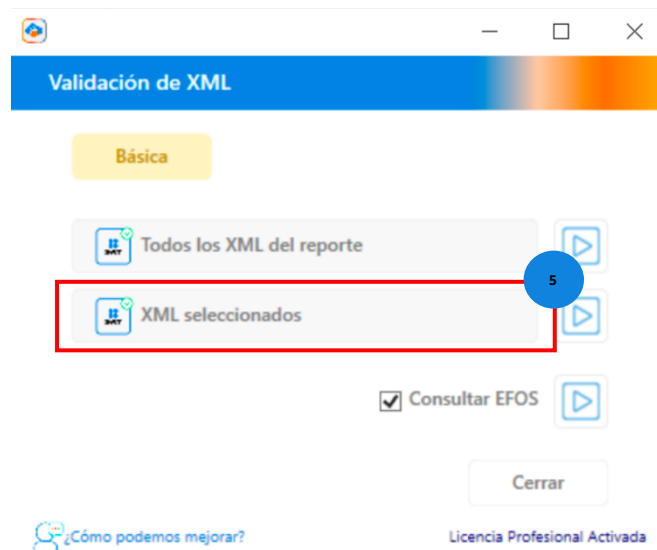 Validación de XML
Básica
Todos los XML del reporte
5
XML seleccionados
Consultar EFOS
Cerrar
¿Cómo podemos mejorar?
Licencia Profesional Activada